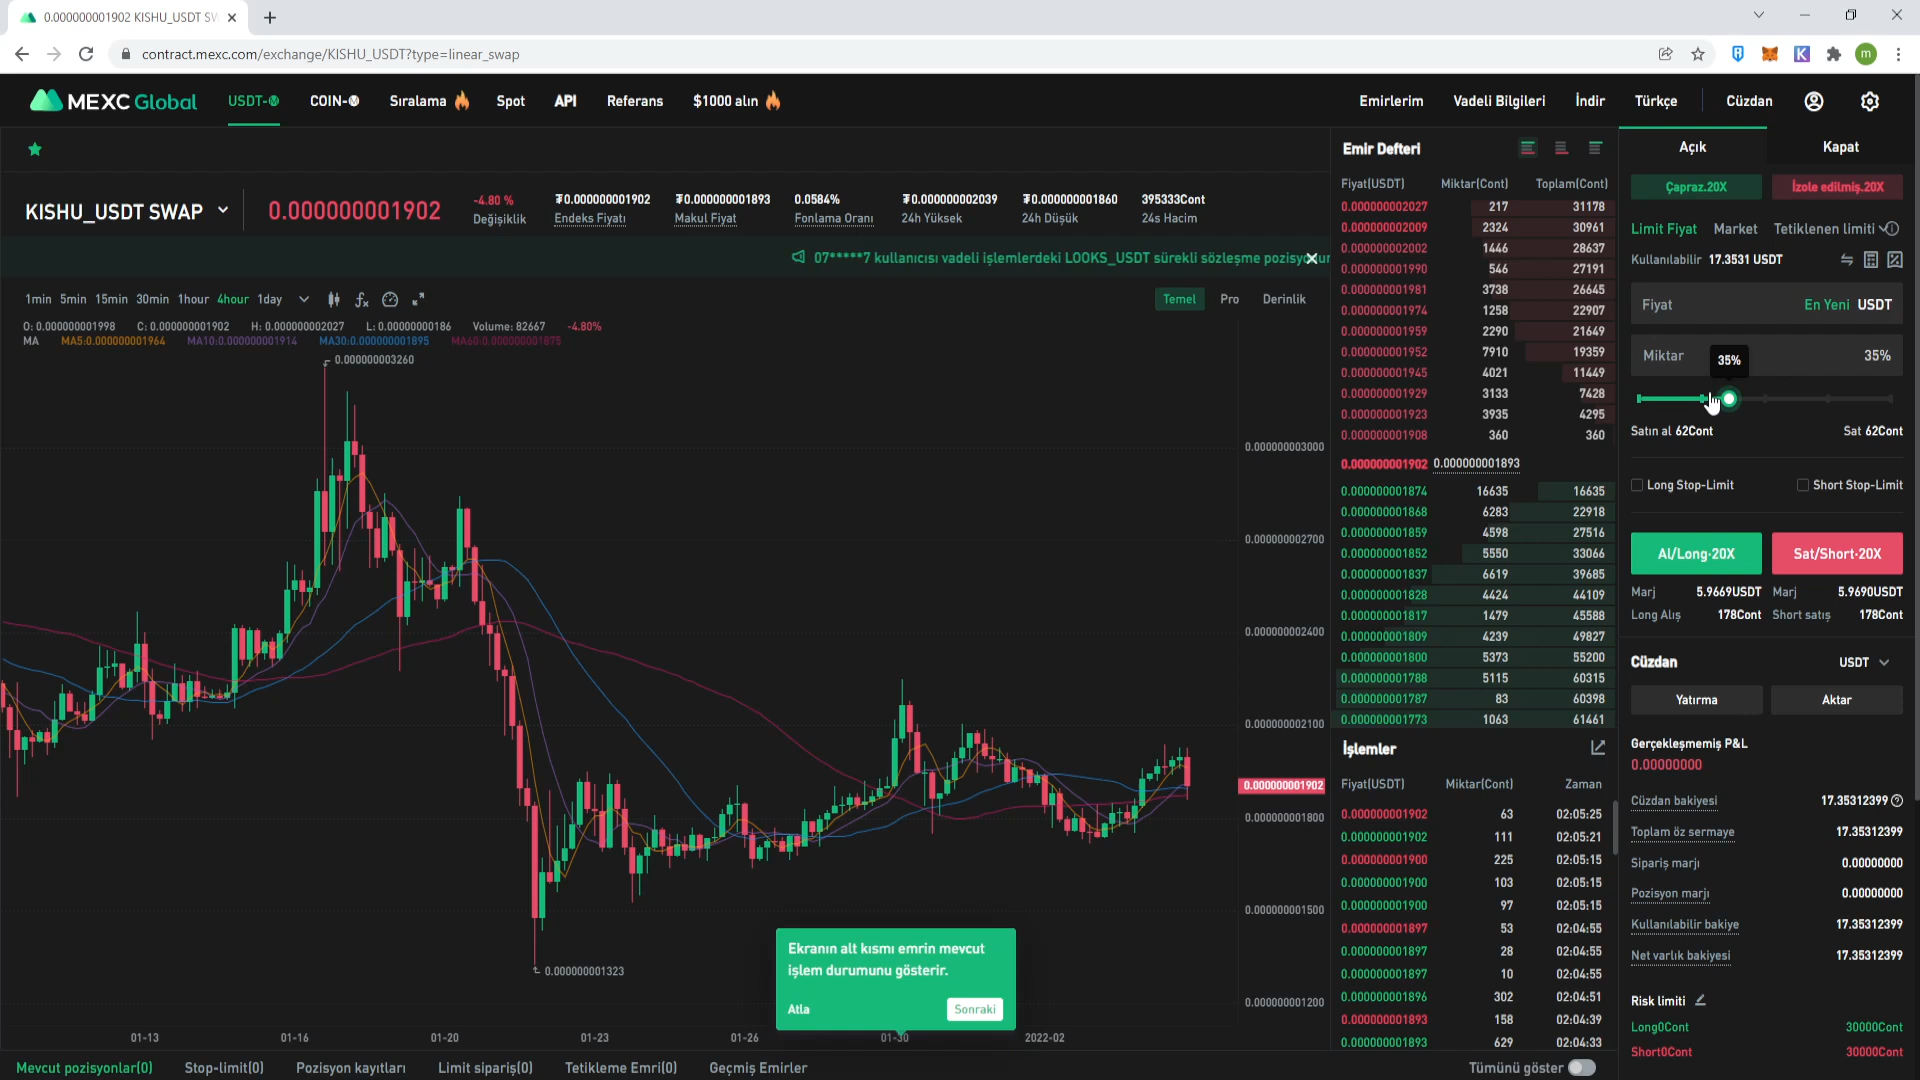 0.000000001902 KISHU_USDT SW
contract.mexc.com/exchange/KISHU_USDT?type=linear_swap
m
MEXC Global
USDT-Ⓜ COIN-Ⓜ Sıralama Spot API Referans $1000 alın
Emirlerim Vadeli Bilgileri İndir Türkçe Cüzdan
KISHU_USDT SWAP
0.000000001902
-4.80 %
Değişiklik
₮0.000000001902
Endeks Fiyatı
₮0.000000001893
Makul Fiyat
0.0584%
Fonlama Oranı
₮0.000000002039
24h Yüksek
₮0.000000001860
24h Düşük
395333Cont
24s Hacim
07*****7 kullanıcısı vadeli işlemlerdeki LOOKS_USDT sürekli sözleşme
1min 5min 15min 30min 1hour 4hour 1day
Temel Pro Derinlik
O: 0.000000001998 C: 0.000000001902 H: 0.000000002027 L: 0.00000000186 Volume: 82667 -4.80%
MA MA5:0.000000001964 MA10:0.000000001914 MA30:0.000000001895 MA60:0.000000001875
0.000000003260
0.000000003000
0.000000002700
0.000000002400
0.000000002100
0.000000001902
0.000000001800
0.000000001500
0.000000001200
0.000000001323
Ekranın alt kısmı emrin mevcut
işlem durumunu gösterir.
Atla Sonraki
01-13 01-16 01-20 01-23 01-26 01-30 2022-02
Mevcut pozisyonlar(0) Stop-limit(0) Pozisyon kayıtları Limit sipariş(0) Tetikleme Emri(0) Geçmiş Emirler
Tümünü göster
Emir Defteri
Fiyat(USDT) Miktar(Cont) Toplam(Cont)
0.000000002027 217 31178
0.000000002009 2324 30961
0.000000002002 1446 28637
0.000000001990 546 27191
0.000000001981 3738 26645
0.000000001974 1258 22907
0.000000001959 2290 21649
0.000000001952 7910 19359
0.000000001945 4021 11449
0.000000001929 3133 7428
0.000000001923 3935 4295
0.000000001908 360 360
0.000000001902 0.000000001893
0.000000001874 16635 16635
0.000000001868 6283 22918
0.000000001859 4598 27516
0.000000001852 5550 33066
0.000000001837 6619 39685
0.000000001828 4424 44109
0.000000001817 1479 45588
0.000000001809 4239 49827
0.000000001800 5373 55200
0.000000001788 5115 60315
0.000000001787 83 60398
0.000000001773 1063 61461
İşlemler
Fiyat(USDT) Miktar(Cont) Zaman
0.000000001902 63 02:05:25
0.000000001902 111 02:05:21
0.000000001900 225 02:05:15
0.000000001900 103 02:05:15
0.000000001900 97 02:05:15
0.000000001897 53 02:04:55
0.000000001897 28 02:04:55
0.000000001897 10 02:04:55
0.000000001896 302 02:04:51
0.000000001893 158 02:04:39
0.000000001893 629 02:04:33
Açık Kapat
Çapraz.20X İzole edilmiş.20X
Limit Fiyat Market Tetiklenen limiti
Kullanılabilir 17.3531 USDT
Fiyat En Yeni USDT
Miktar 35% 35%
Satın al 62Cont Sat 62Cont
Long Stop-Limit Short Stop-Limit
Al/Long·20X Sat/Short·20X
Marj 5.9669USDT Marj 5.9690USDT
Long Alış 178Cont Short satış 178Cont
Cüzdan USDT
Yatırma Aktar
Gerçekleşmemiş P&L
0.00000000
Cüzdan bakiyesi 17.35312399
Toplam öz sermaye 17.35312399
Sipariş marjı 0.00000000
Pozisyon marjı 0.00000000
Kullanılabilir bakiye 17.35312399
Net varlık bakiyesi 17.35312399
Risk limiti
Long0Cont 30000Cont
Short0Cont 30000Cont